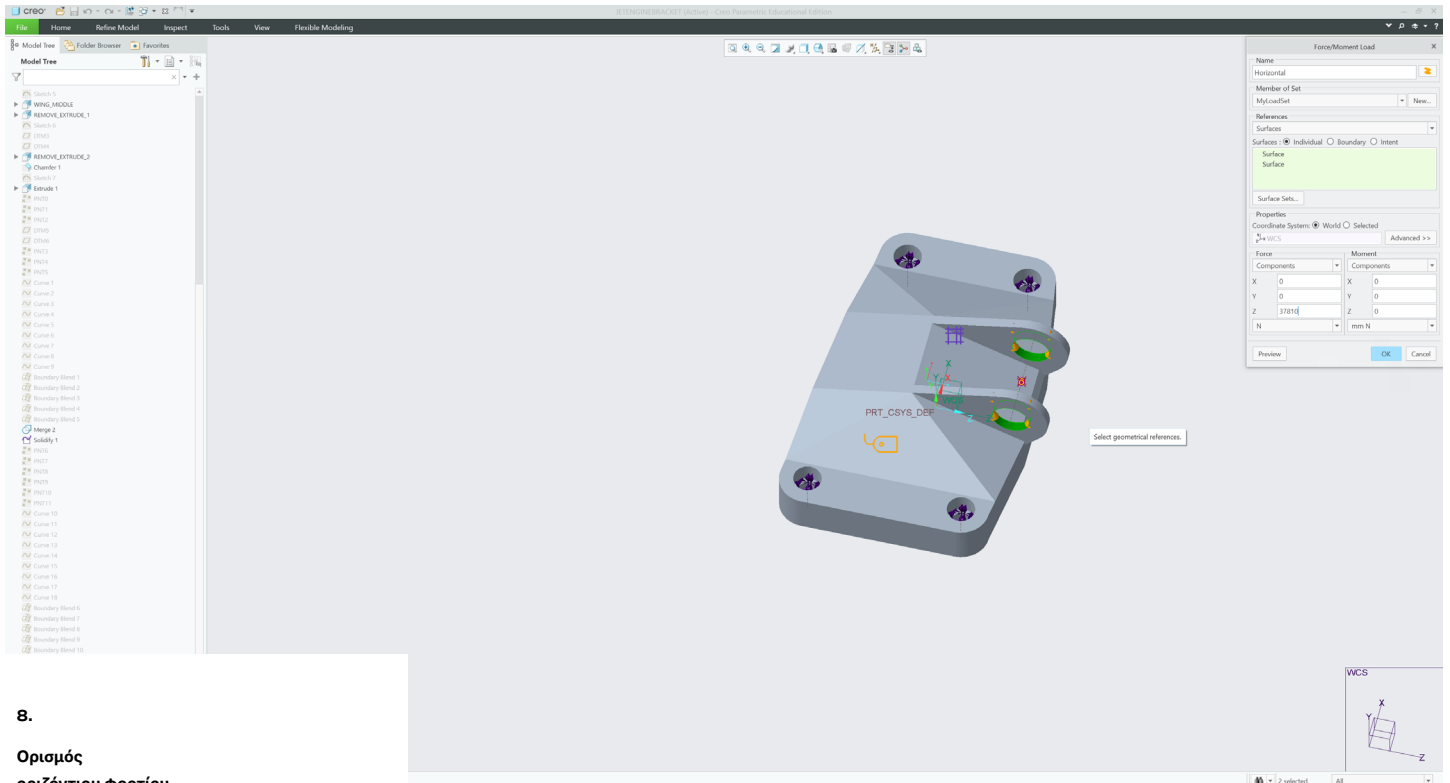 creo
JETENGINEBRACKET (Active) - Creo Parametric Educational Edition
File Home Refine Model Inspect Tools View Flexible Modeling
Model Tree Folder Browser Favorites
Model Tree
Sketch 5
WING_MIDDLE
REMOVE_EXTRUDE_1
Sketch 6
DTM3
DTM4
REMOVE_EXTRUDE_2
Chamfer 1
Sketch 7
Extrude 1
PNT0
PNT1
PNT2
DTM5
DTM6
PNT3
PNT4
PNT5
Curve 1
Curve 2
Curve 3
Curve 4
Curve 5
Curve 6
Curve 7
Curve 8
Curve 9
Boundary Blend 1
Boundary Blend 2
Boundary Blend 3
Boundary Blend 4
Boundary Blend 5
Merge 2
Solidify 1
PNT6
PNT7
PNT8
PNT9
PNT10
PNT11
Curve 10
Curve 11
Curve 12
Curve 13
Curve 14
Curve 15
Curve 16
Curve 17
Curve 18
Boundary Blend 6
Boundary Blend 7
Boundary Blend 8
Boundary Blend 9
Boundary Blend 10
X
Y X
WCS
PRT_CSYS_DEF
Z
Select geometrical references.
Force/Moment Load
Name
Horizontal
Member of Set
MyLoadSet New...
References
Surfaces
Surfaces : Individual Boundary Intent
Surface
Surface
Surface Sets...
Properties
Coordinate System: World Selected
WCS Advanced >>
Force Moment
Components Components
X 0 X 0
Y 0 Y 0
Z 37810 Z 0
N mm N
Preview OK Cancel
WCS
X
Y
Z
2 selected All
8.
Ορισμός
οριζόντιου φορτίου